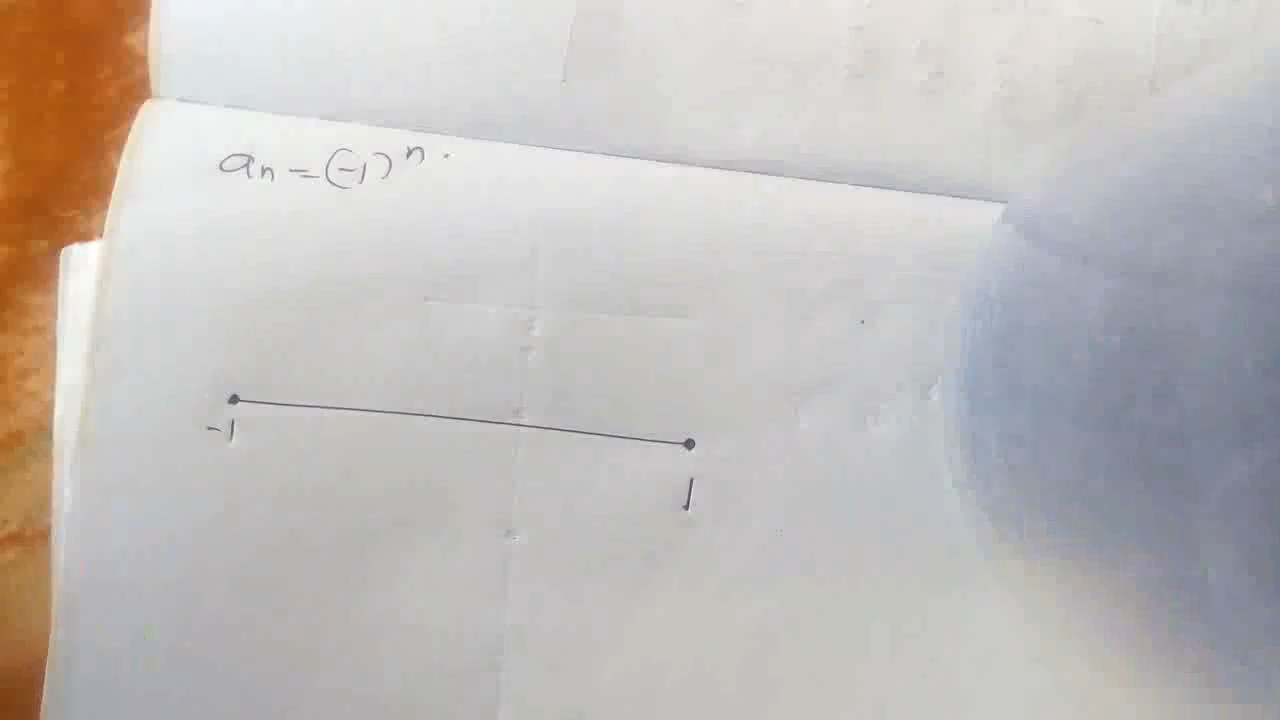 aₙ = (-1)ⁿ.
-1
1